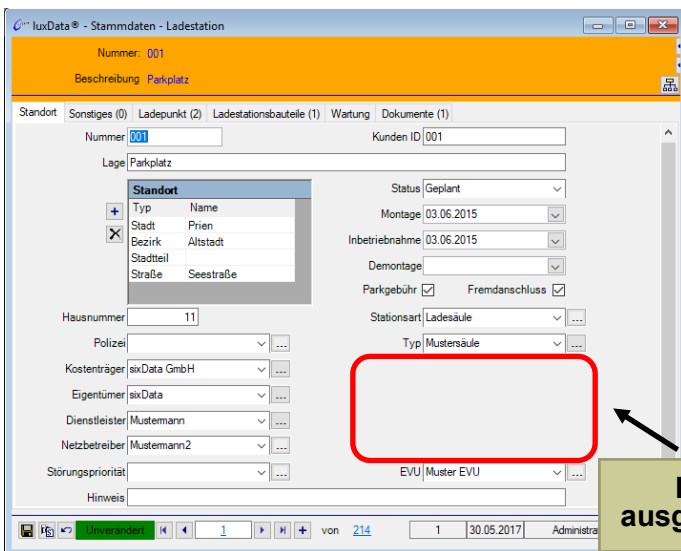 luxData® - Stammdaten - Ladestation
Nummer: 001
Beschreibung Parkplatz
Standort Sonstiges (0) Ladepunkt (2) Ladestationsbauteile (1) Wartung Dokumente (1)
Nummer 001 Kunden ID 001
Lage Parkplatz
Standort Status Geplant
Typ Name Montage 03.06.2015
Stadt Prien
Bezirk Altstadt Inbetriebnahme 03.06.2015
Stadtteil Demontage
Straße Seestraße
Parkgebühr Fremdanschluss
Hausnummer 11 Stationsart Ladesäule
Polizei ... Typ Mustersäule ...
Kostenträger sixData GmbH ...
Eigentümer sixData ...
Dienstleister Mustermann ...
Netzbetreiber Mustermann2 ...
Störungspriorität ... EVU Muster EVU ...
Hinweis
ausg
Unverändert 1 von 214 1 30.05.2017 Administra